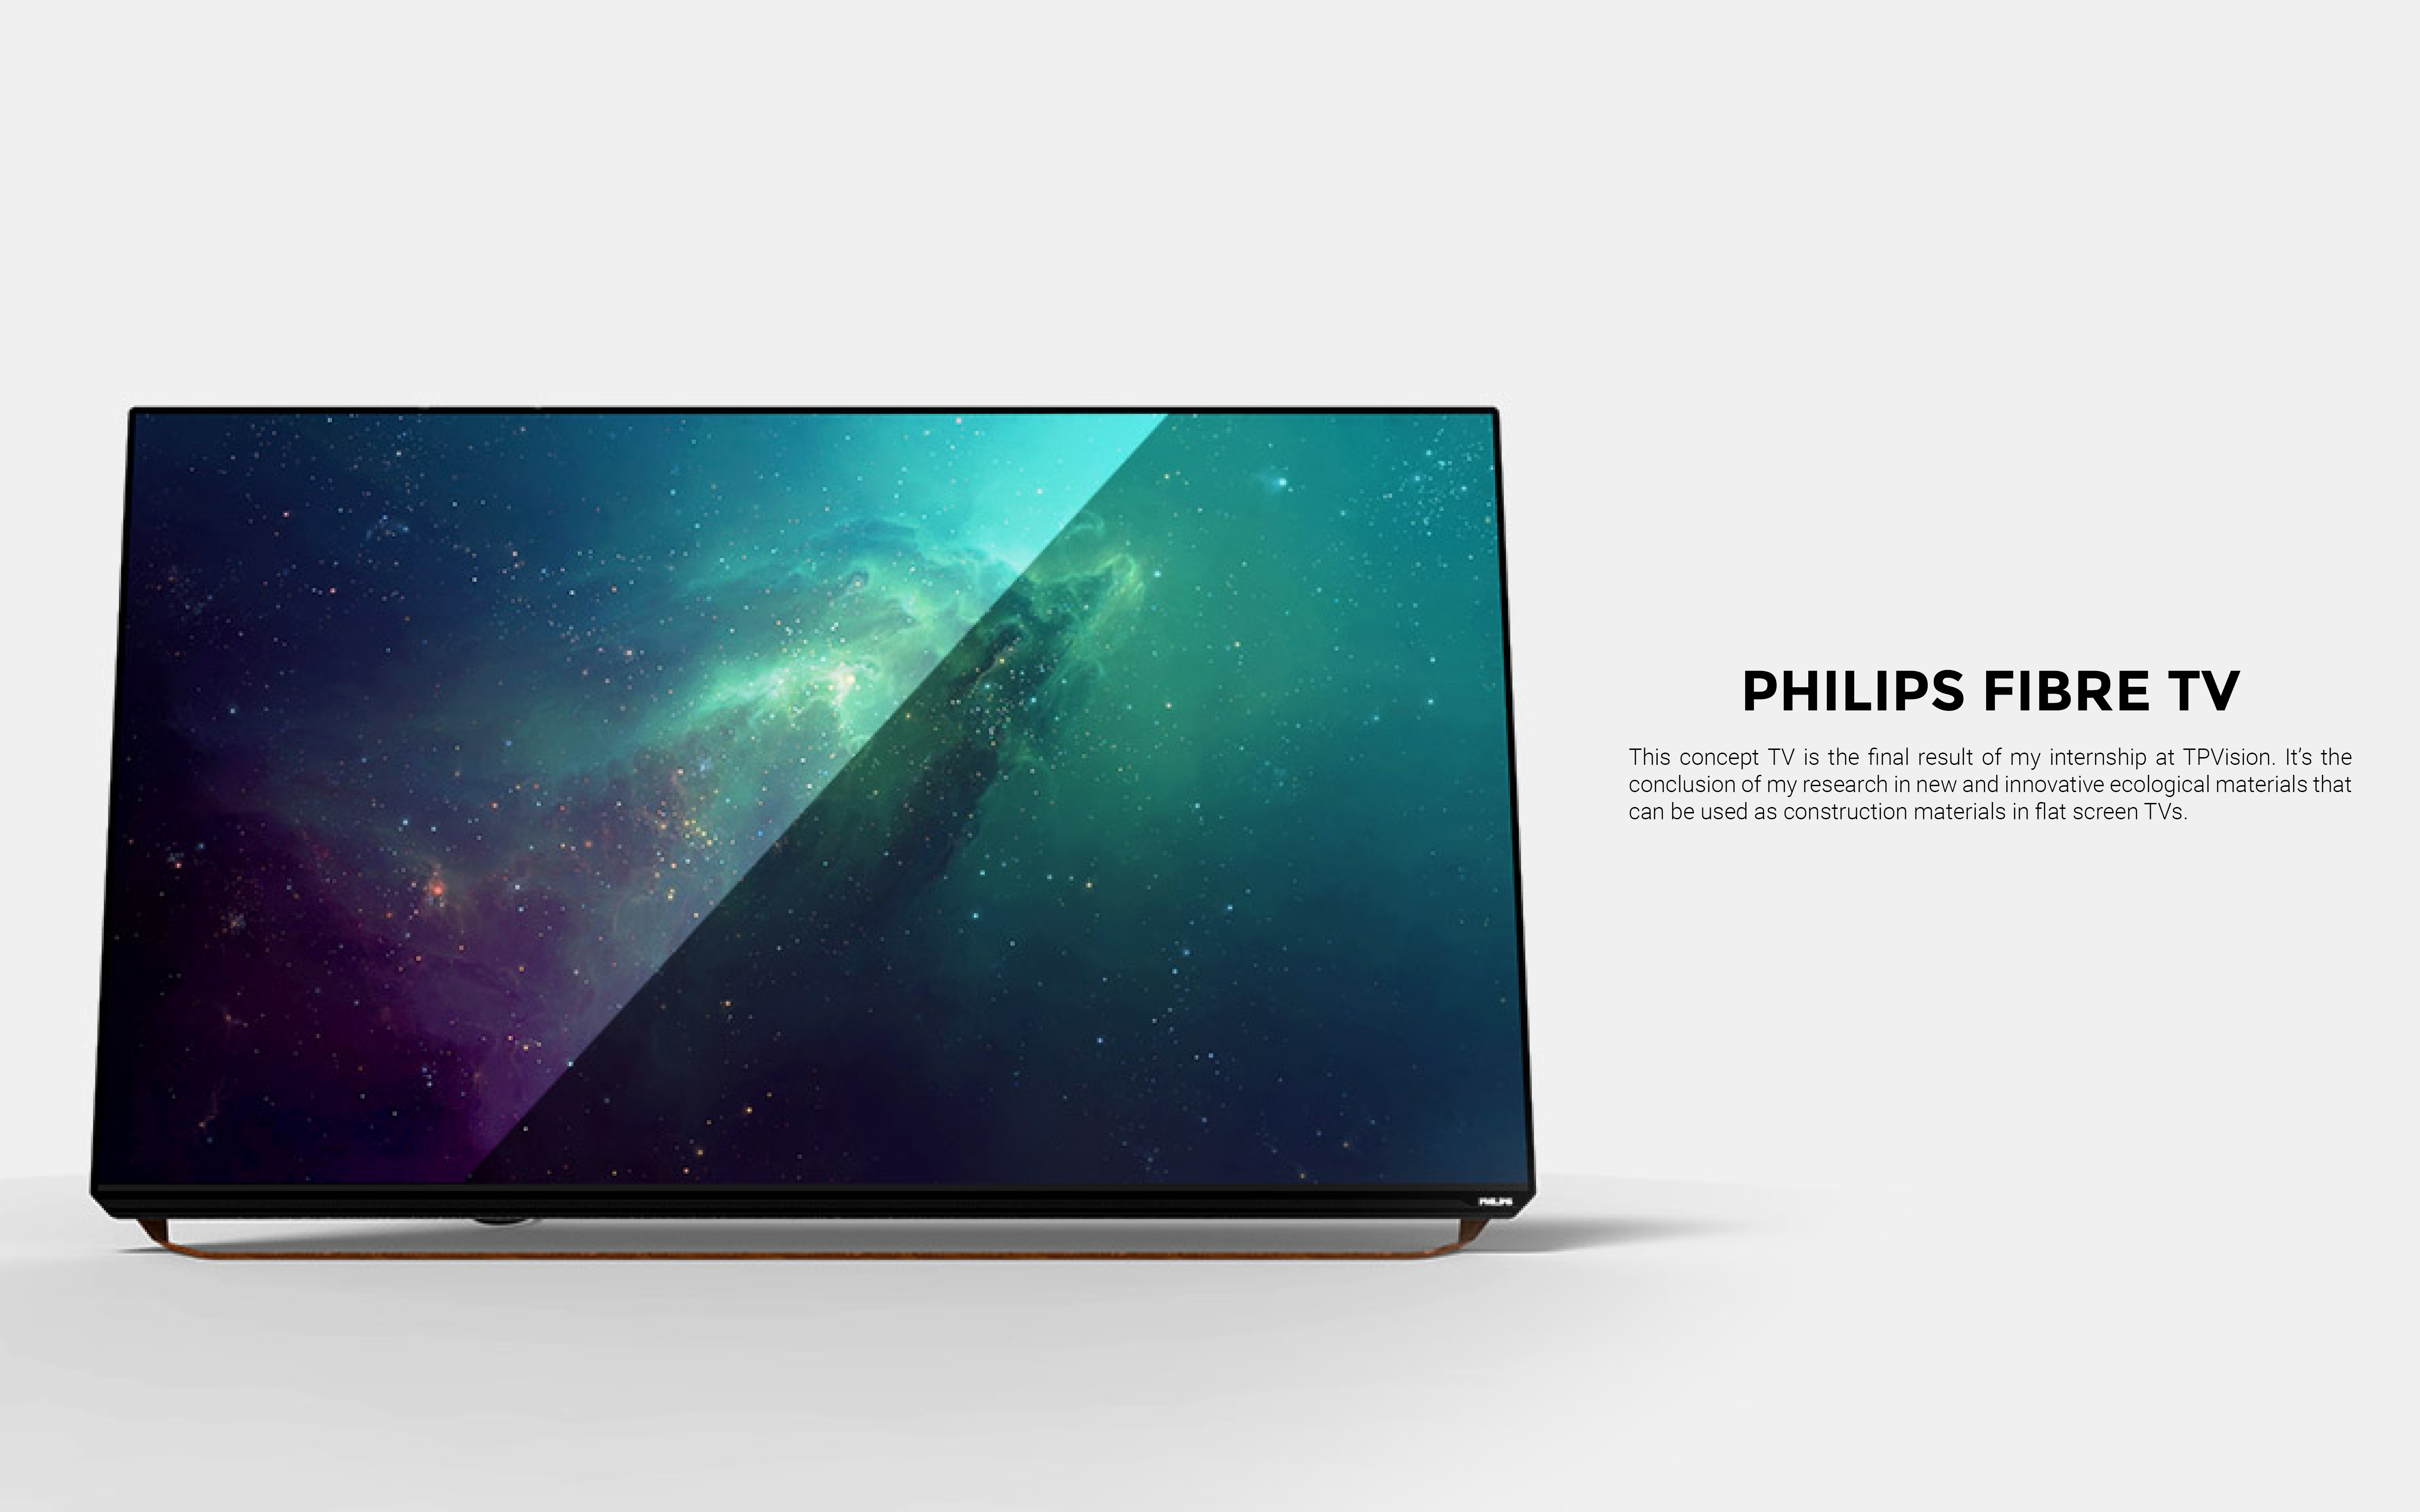 PHILIPS FIBRE TV
This concept TV is the final result of my internship at TPVision. It’s the
conclusion of my research in new and innovative ecological materials that
can be used as construction materials in flat screen TVs.
PHILIPS